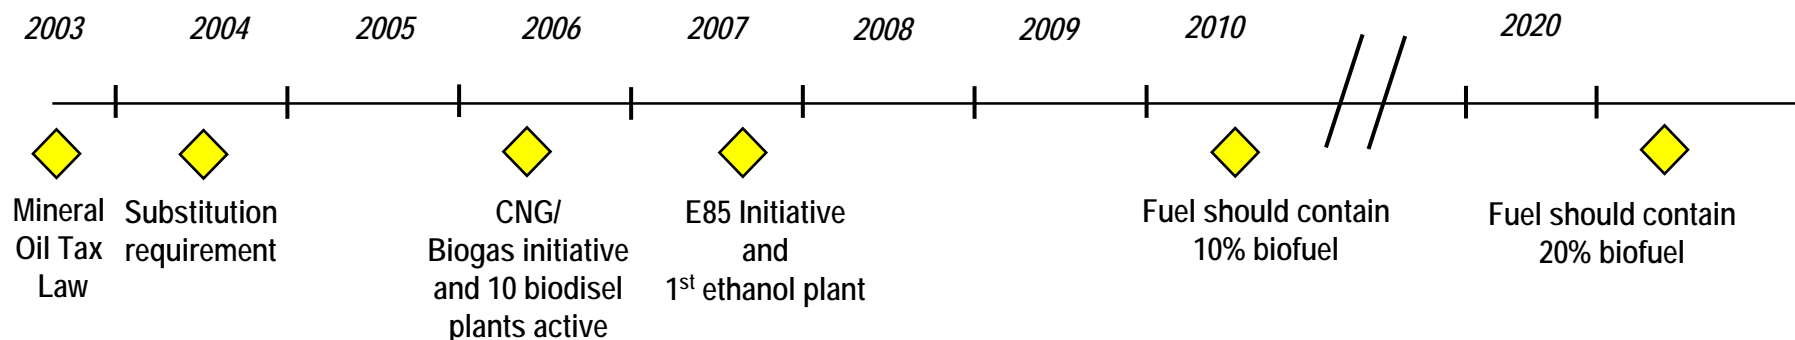 2003 2004 2005 2006 2007 2008 2009 2010 2020
Mineral
Oil Tax
Law
Substitution
requirement
CNG/
Biogas initiative
and 10 biodisel
plants active
E85 Initiative
and
1st ethanol plant
Fuel should contain
10% biofuel
Fuel should contain
20% biofuel